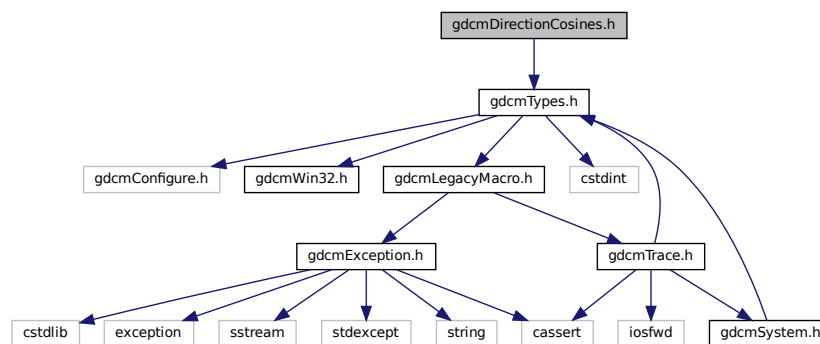 gdcmDirectionCosines.h
gdcmTypes.h
gdcmConfigure.h
gdcmWin32.h
gdcmLegacyMacro.h
cstdint
gdcmException.h
gdcmTrace.h
cstdlib
exception
sstream
stdexcept
string
cassert
iosfwd
gdcmSystem.h